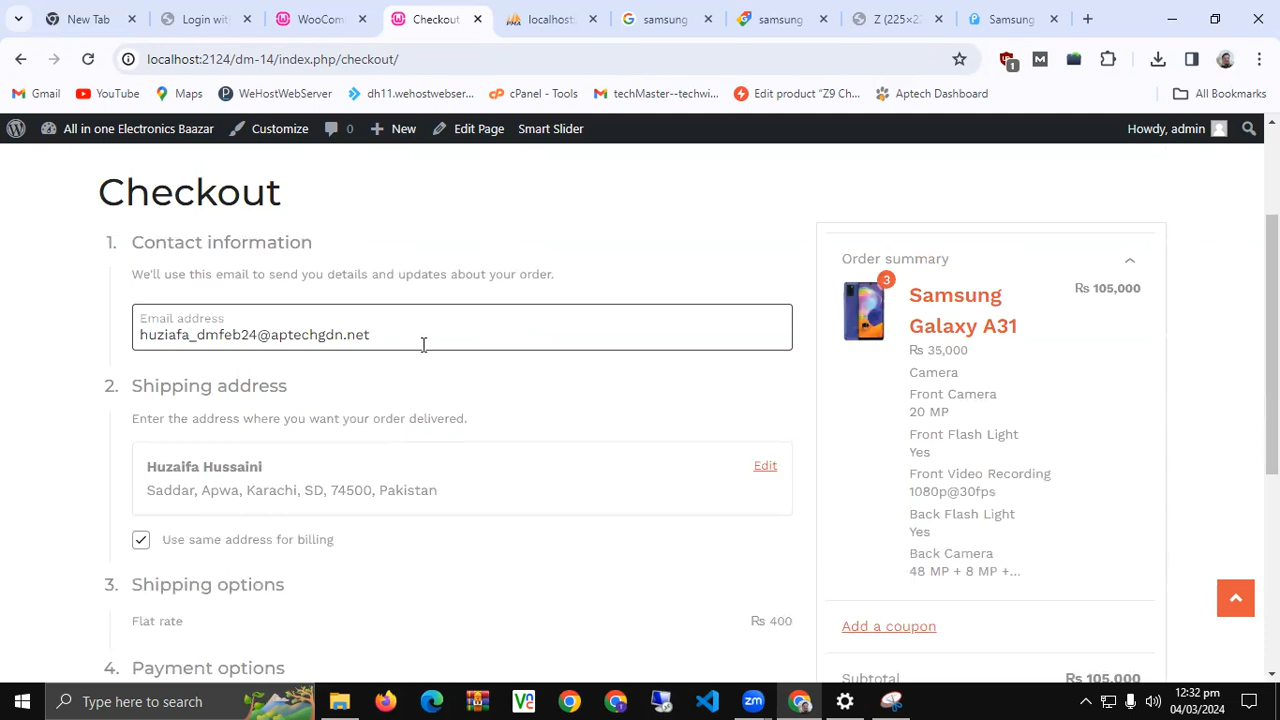 New Tab
Login with
WooCom
Checkout
localhost:
samsung
samsung
Z (225×22
Samsung
localhost:2124/dm-14/index.php/checkout/
1
Gmail
YouTube
Maps
WeHostWebServer
dh11.wehostwebser...
cPanel - Tools
techMaster--techwi...
Edit product "Z9 Ch...
Aptech Dashboard
All Bookmarks
All in one Electronics Baazar
Customize
0
New
Edit Page
Smart Slider
Howdy, admin
Checkout
1. Contact information
We'll use this email to send you details and updates about your order.
Email address
huziafa_dmfeb24@aptechgdn.net
2. Shipping address
Enter the address where you want your order delivered.
Huzaifa Hussaini
Edit
Saddar, Apwa, Karachi, SD, 74500, Pakistan
Use same address for billing
3. Shipping options
Flat rate
₨ 400
4. Payment options
Order summary
3
Samsung
Galaxy A31
₨ 105,000
₨ 35,000
Camera
Front Camera
20 MP
Front Flash Light
Yes
Front Video Recording
1080p@30fps
Back Flash Light
Yes
Back Camera
48 MP + 8 MP +...
Add a coupon
Subtotal
₨ 105,000
Type here to search
zm
12:32 pm
04/03/2024